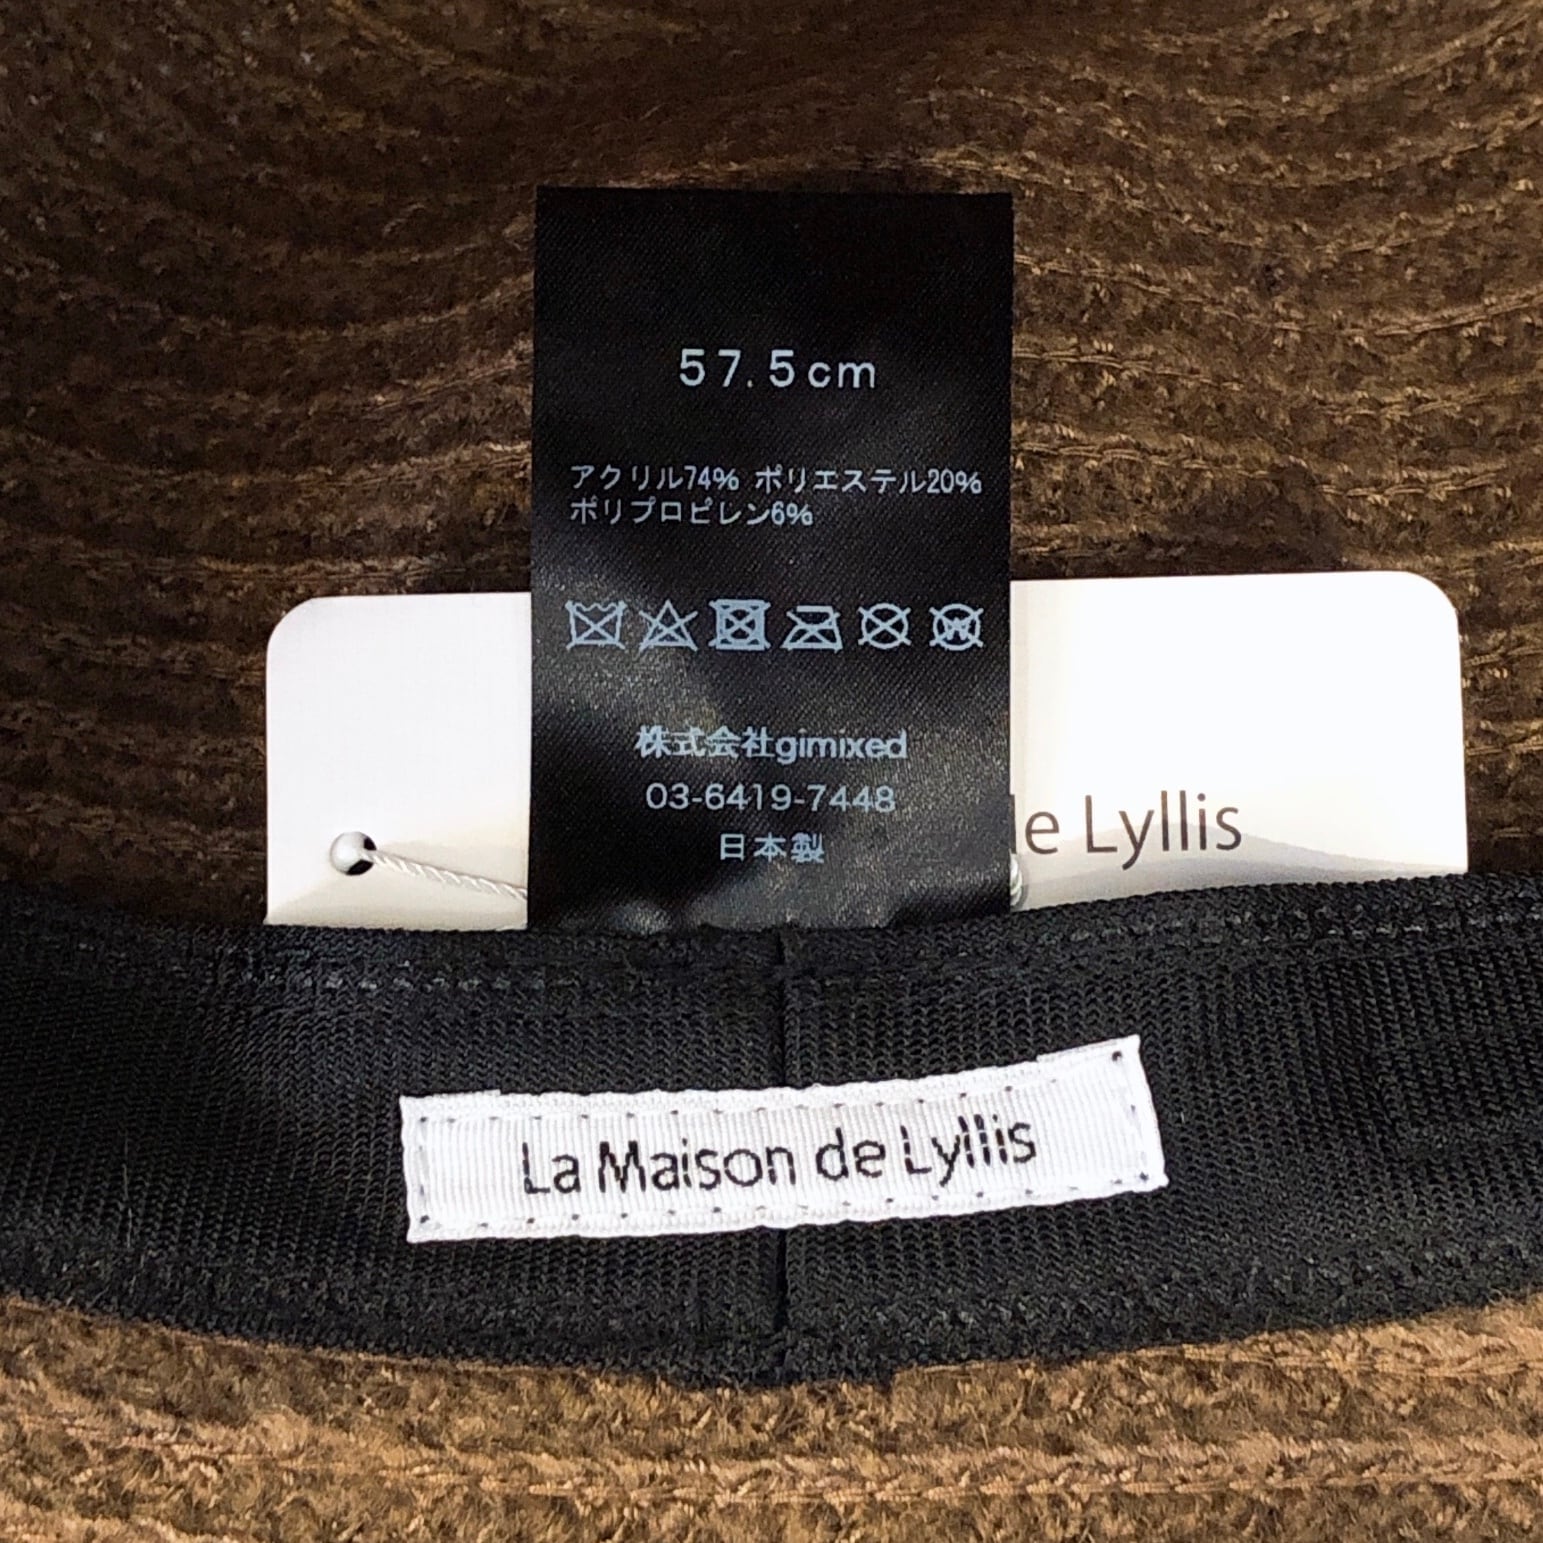 57.5cm
アクリル74% ポリエステル20%
ポリプロピレン6%
W
株式会社gimixed
03-6419-7448
日本製
de Lyllis
La Maison de Lyllis